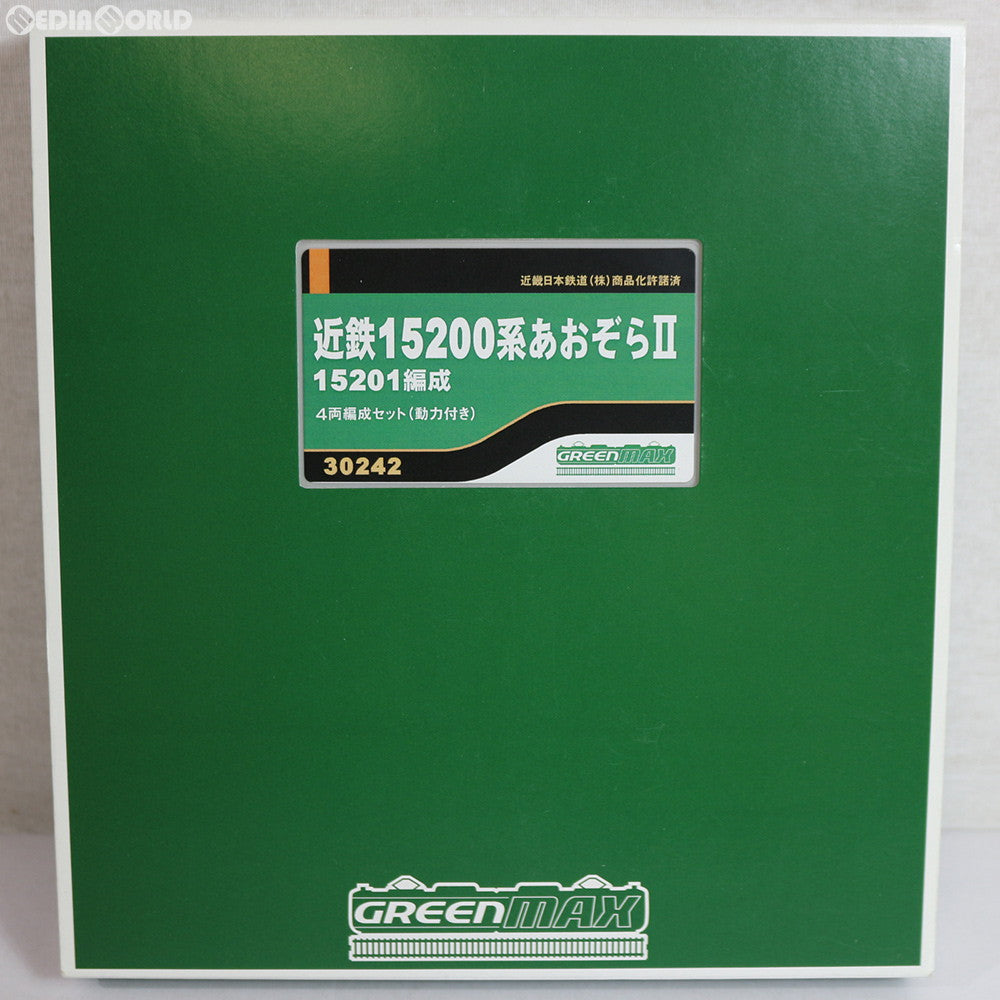 MEDIAWORLD
近畿日本鉄道(株)商品化許諾済
近鉄15200系あおぞらⅡ
15201編成
4両編成セット(動力付き)
30242
GREENMAX
GREENMAX